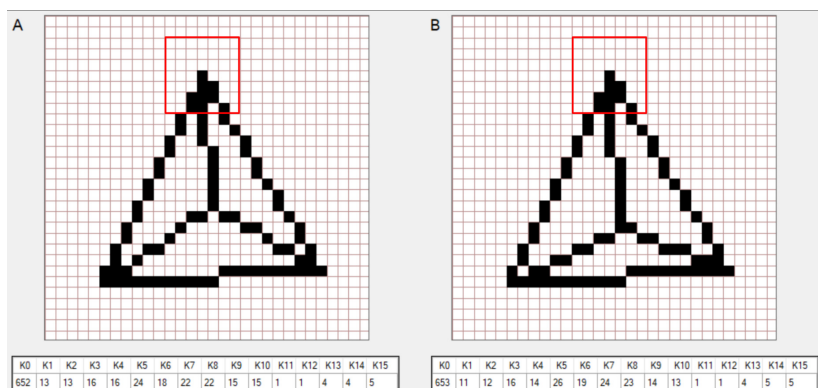 A
B
K0 K1 K2 K3 K4 K5 K6 K7 K8 K9 K10 K11 K12 K13 K14 K15
652 13 13 16 16 24 18 22 22 15 15 1 1 4 4 5
K0 K1 K2 K3 K4 K5 K6 K7 K8 K9 K10 K11 K12 K13 K14 K15
653 11 12 16 14 26 19 24 23 14 13 1 1 4 5 5